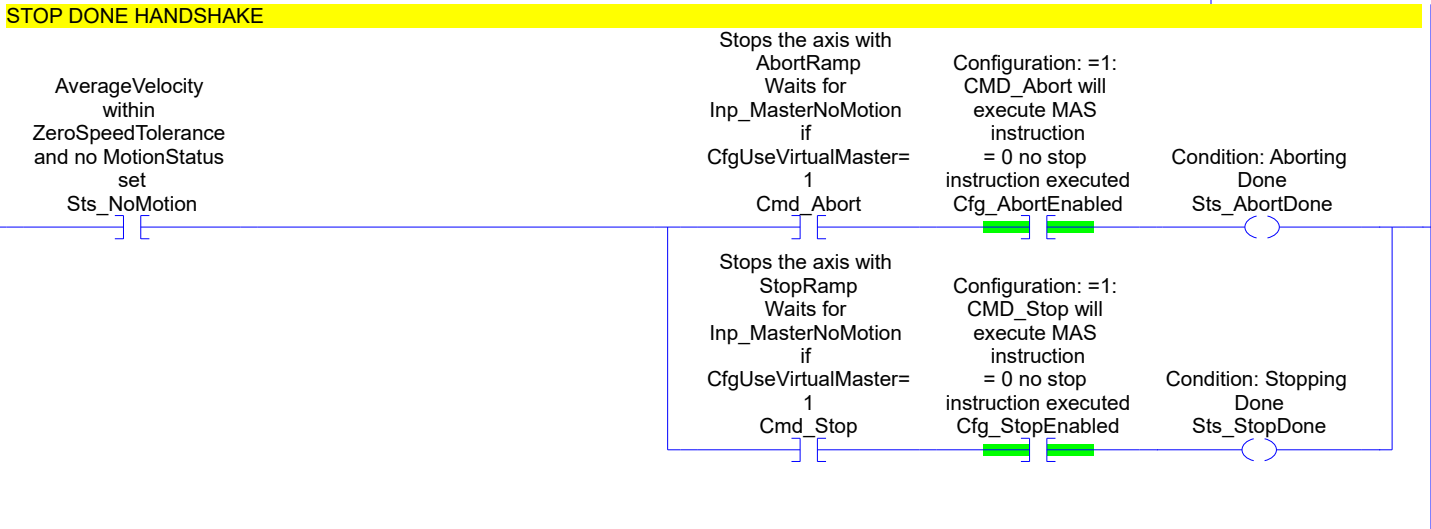 STOP DONE HANDSHAKE
AverageVelocity
within
ZeroSpeedTolerance
and no MotionStatus
set
Sts_NoMotion
Stops the axis with
AbortRamp
Waits for
Inp_MasterNoMotion
if
CfgUseVirtualMaster=
1
Cmd_Abort
Configuration: =1:
CMD_Abort will
execute MAS
instruction
= 0 no stop
instruction executed
Cfg_AbortEnabled
Condition: Aborting
Done
Sts_AbortDone
Stops the axis with
StopRamp
Waits for
Inp_MasterNoMotion
if
CfgUseVirtualMaster=
1
Cmd_Stop
Configuration: =1:
CMD_Stop will
execute MAS
instruction
= 0 no stop
instruction executed
Cfg_StopEnabled
Condition: Stopping
Done
Sts_StopDone